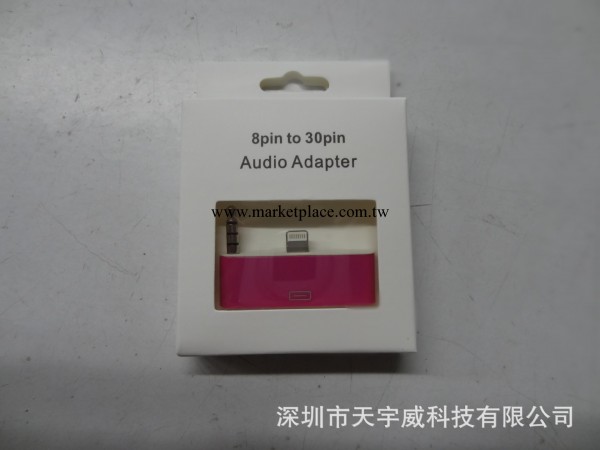 8pin to 30pin
Audio Adapter
www.marketplace.com.tw
深圳市天宇威科技有限公司